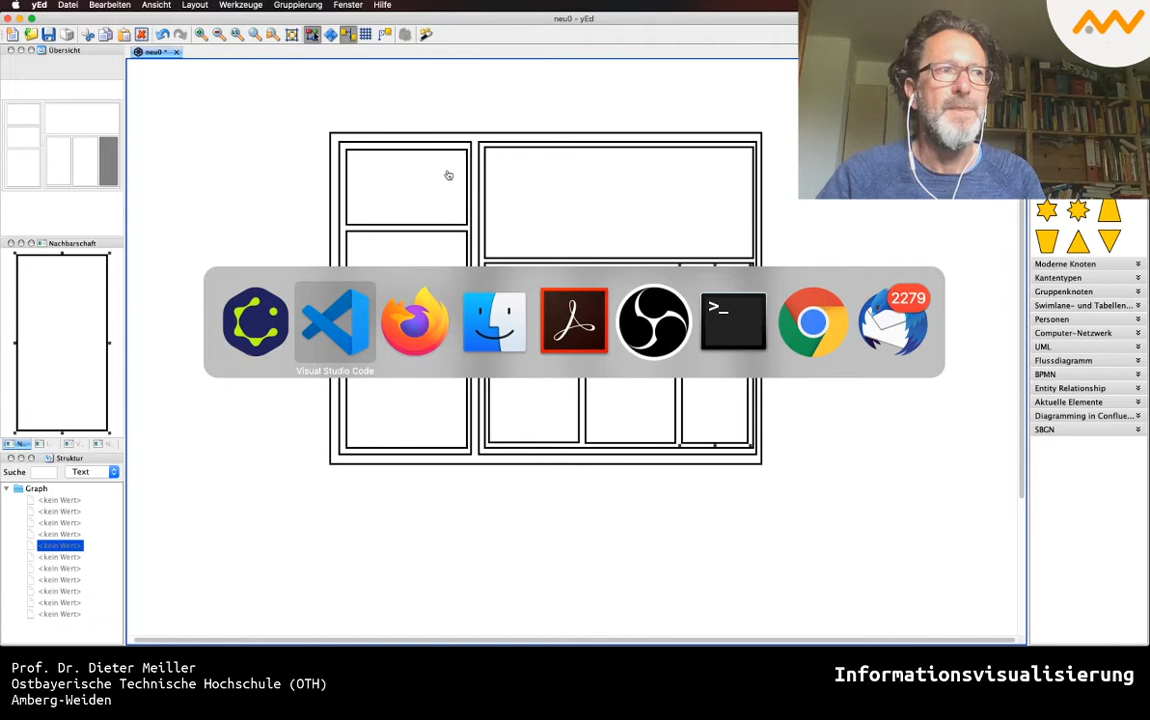 yEd Datei Bearbeiten Ansicht Layout Werkzeuge Gruppierung Fenster Hilfe
neu0 - yEd
Übersicht
neu0 *
2279
>_
Visual Studio Code
Nachbarschaft
N...
Struktur
Suche
Text
Graph
<kein Wert>
<kein Wert>
<kein Wert>
<kein Wert>
<kein Wert>
<kein Wert>
<kein Wert>
<kein Wert>
<kein Wert>
<kein Wert>
<kein Wert>
Moderne Knoten
Kantentypen
Gruppenknoten
Swimlane- und Tabellen...
Personen
Computer-Netzwerk
UML
Flussdiagramm
BPMN
Entity Relationship
Aktuelle Elemente
Diagramming in Conflue...
SBGN
Prof. Dr. Dieter Meiller
Ostbayerische Technische Hochschule (OTH)
Amberg-Weiden
Informationsvisualisierung